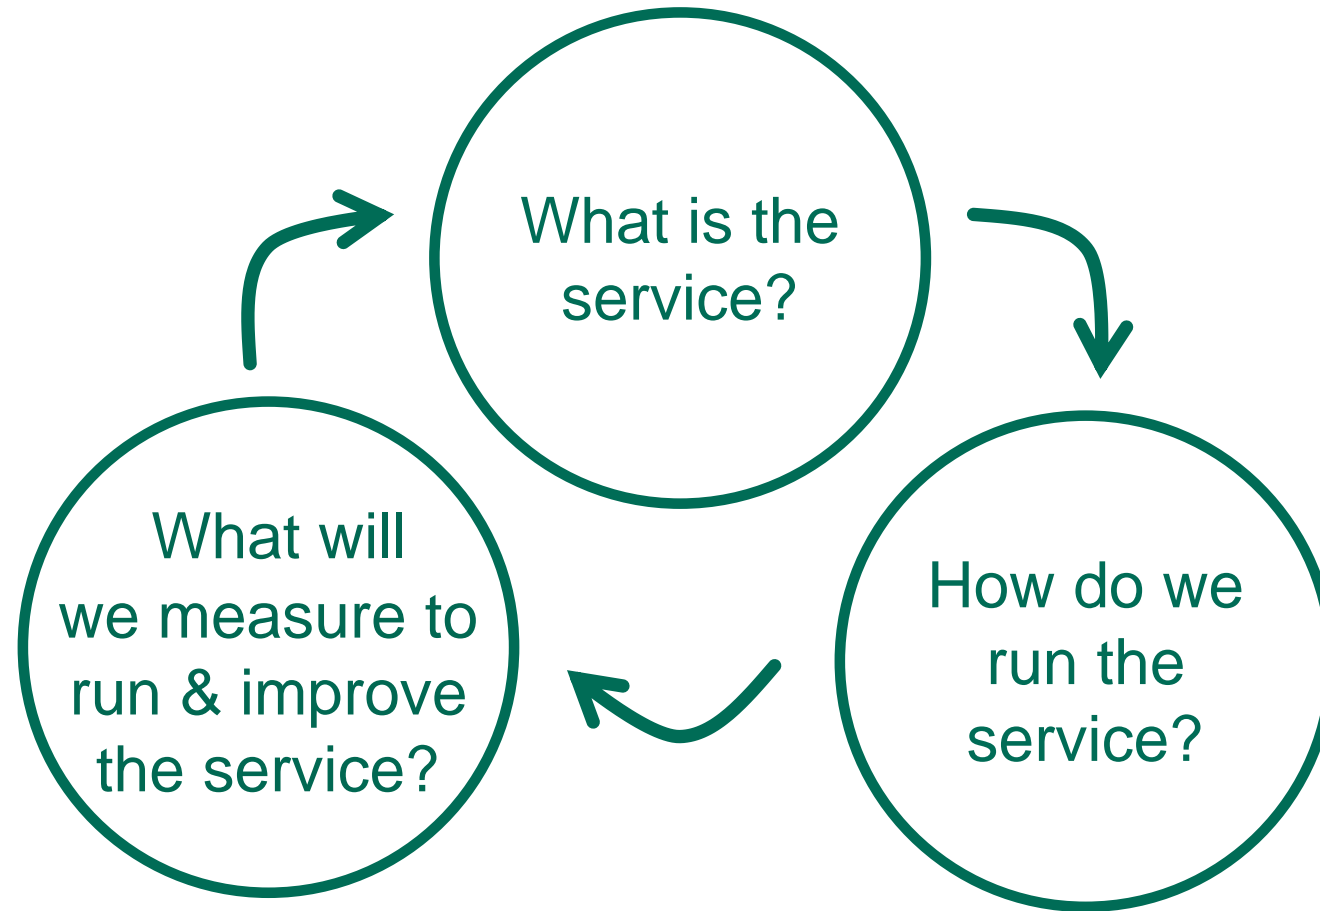 What is the
service?
How do we
run the
service?
What will
we measure to
run & improve
the service?